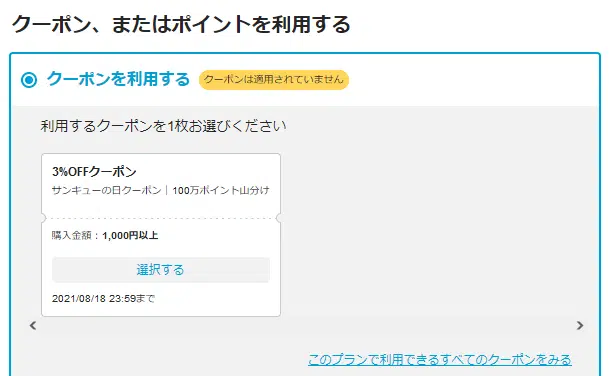 クーポン、またはポイントを利用する
クーポンを利用する クーポンは適用されていません
利用するクーポンを1枚お選びください
3%OFFクーポン
サンキューの日クーポン｜100万ポイント山分け
購入金額：1,000円以上
選択する
2021/08/18 23:59まで
このプランで利用できるすべてのクーポンをみる